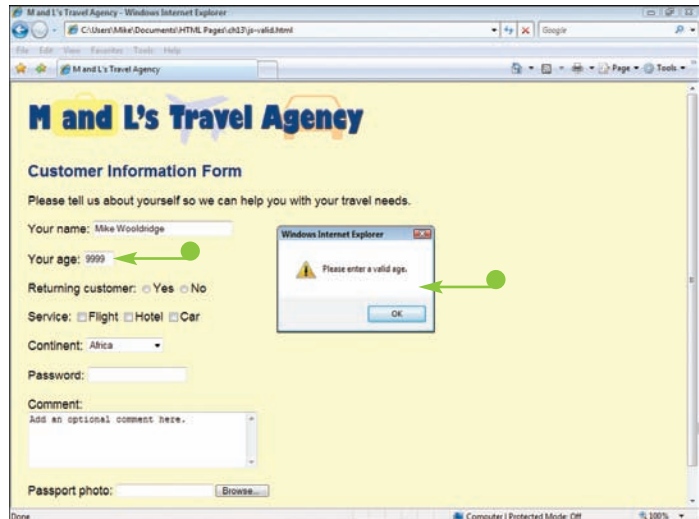 M and L's Travel Agency - Windows Internet Explorer
C:\Users\Mike\Documents\HTML Pages\ch13\js-valid.html
Google
File Edit View Favorites Tools Help
M and L's Travel Agency
Page Tools
M and L's Travel Agency
Customer Information Form
Please tell us about yourself so we can help you with your travel needs.
Your name: Mike Wooldridge
Windows Internet Explorer
Your age: 9999
Please enter a valid age.
Returning customer: Yes No
OK
Service: Flight Hotel Car
Continent: Africa
Password:
Comment:
Add an optional comment here.
Passport photo: Browse...
Done
Computer | Protected Mode: Off
100%